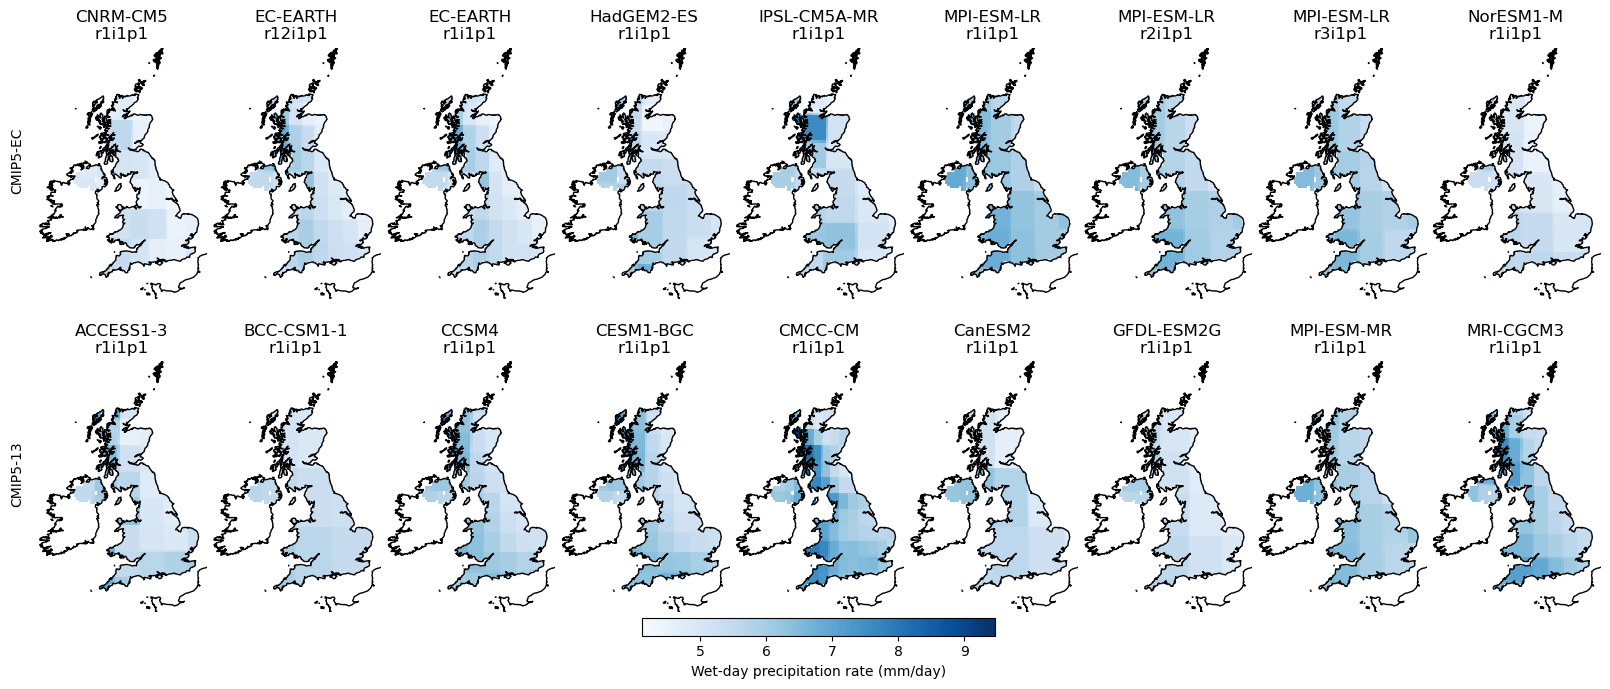 CNRM-CM5
r1i1p1
EC-EARTH
r12i1p1
EC-EARTH
r1i1p1
HadGEM2-ES
r1i1p1
IPSL-CM5A-MR
r1i1p1
MPI-ESM-LR
r1i1p1
MPI-ESM-LR
r2i1p1
MPI-ESM-LR
r3i1p1
NorESM1-M
r1i1p1
CMIP5-EC
ACCESS1-3
r1i1p1
BCC-CSM1-1
r1i1p1
CCSM4
r1i1p1
CESM1-BGC
r1i1p1
CMCC-CM
r1i1p1
CanESM2
r1i1p1
GFDL-ESM2G
r1i1p1
MPI-ESM-MR
r1i1p1
MRI-CGCM3
r1i1p1
CMIP5-13
5 6 7 8 9
Wet-day precipitation rate (mm/day)